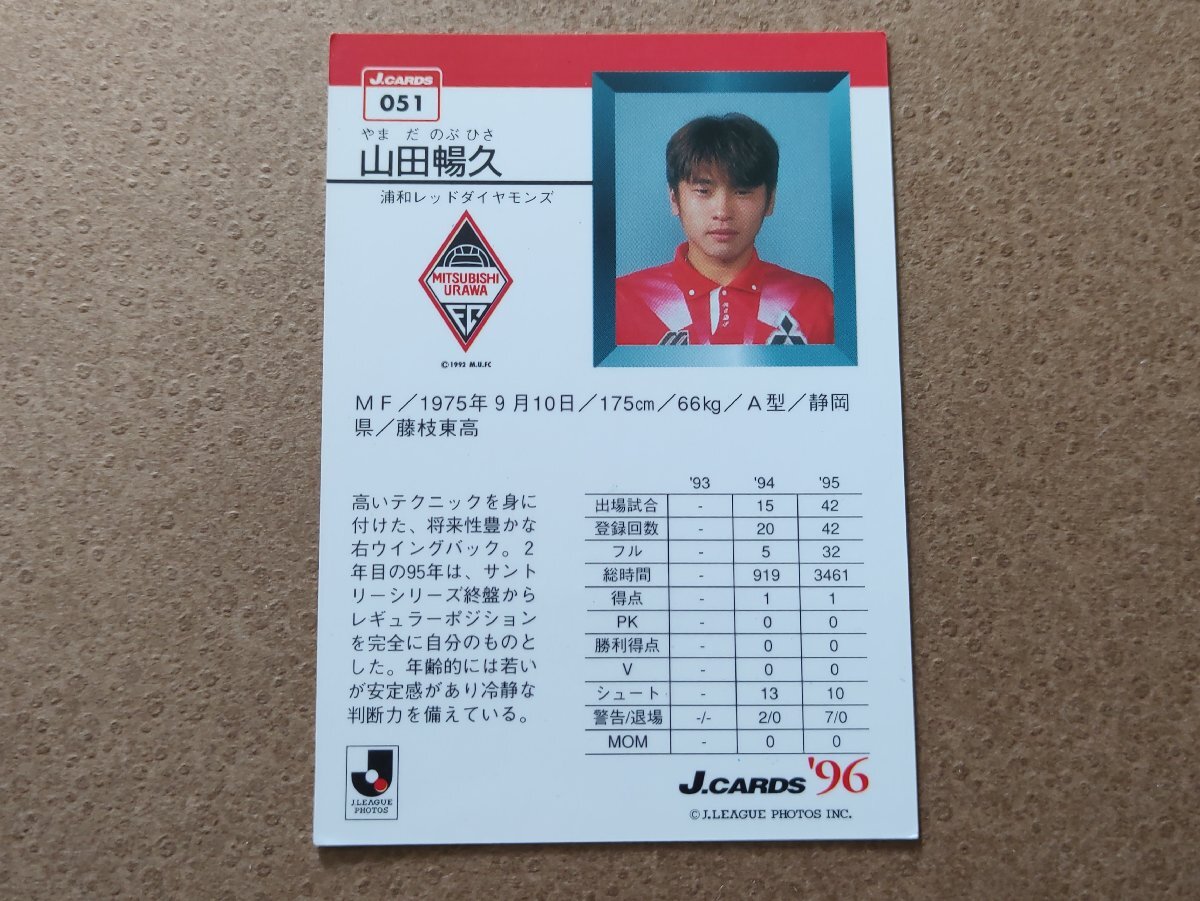 J.CARDS
051
やま だ のぶ ひさ
山田暢久
浦和レッドダイヤモンズ
MITSUBISHI
URAWA
FC
©1992 M.U.FC
ＭＦ／1975年９月10日／175cm／66kg／Ａ型／静岡
県／藤枝東高
高いテクニックを身に
付けた、将来性豊かな
右ウイングバック。２
年目の95年は、サント
リーシリーズ終盤から
レギュラーポジション
を完全に自分のものと
した。年齢的には若い
が安定感があり冷静な
判断力を備えている。
'93 '94 '95
出場試合 - 15 42
登録回数 - 20 42
フル - 5 32
総時間 - 919 3461
得点 - 1 1
PK - 0 0
勝利得点 - 0 0
V - 0 0
シュート - 13 10
警告/退場 -/- 2/0 7/0
MOM - 0 0
J.LEAGUE
PHOTOS
J.CARDS '96
©J.LEAGUE PHOTOS INC.